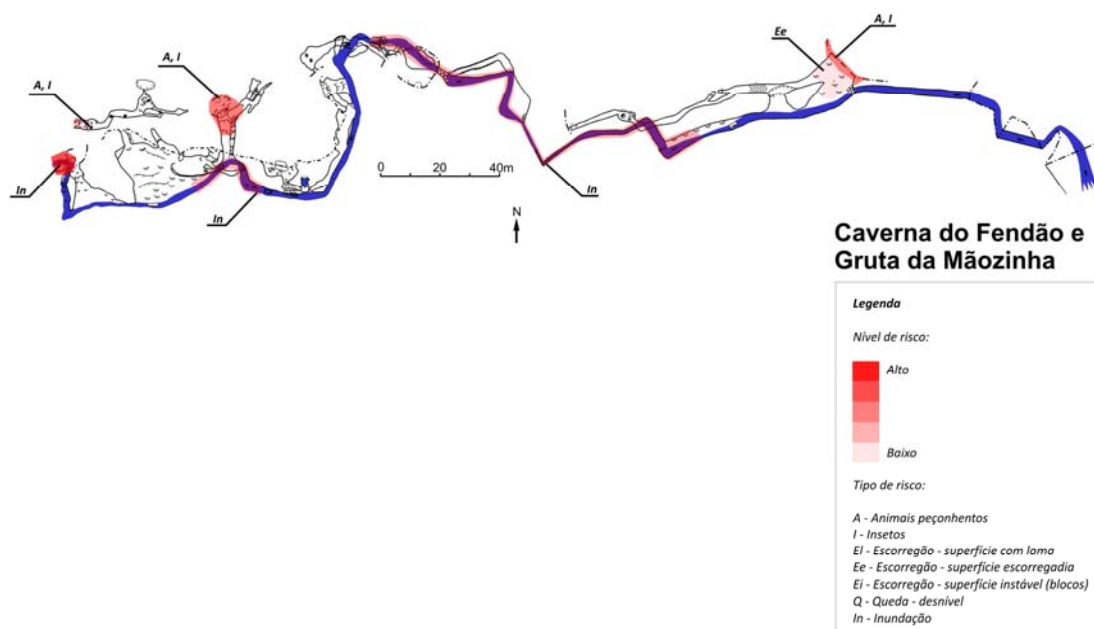 A, I
Ee
A, I
A, I
In
In
0 20 40m
In
N
Caverna do Fendão e
Gruta da Mãozinha
Legenda
Nível de risco:
Alto
Baixo
Tipo de risco:
A - Animais peçonhentos
I - Insetos
El - Escorregão - superfície com lama
Ee - Escorregão - superfície escorregadia
Ei - Escorregão - superfície instável (blocos)
Q - Queda - desnível
In - Inundação